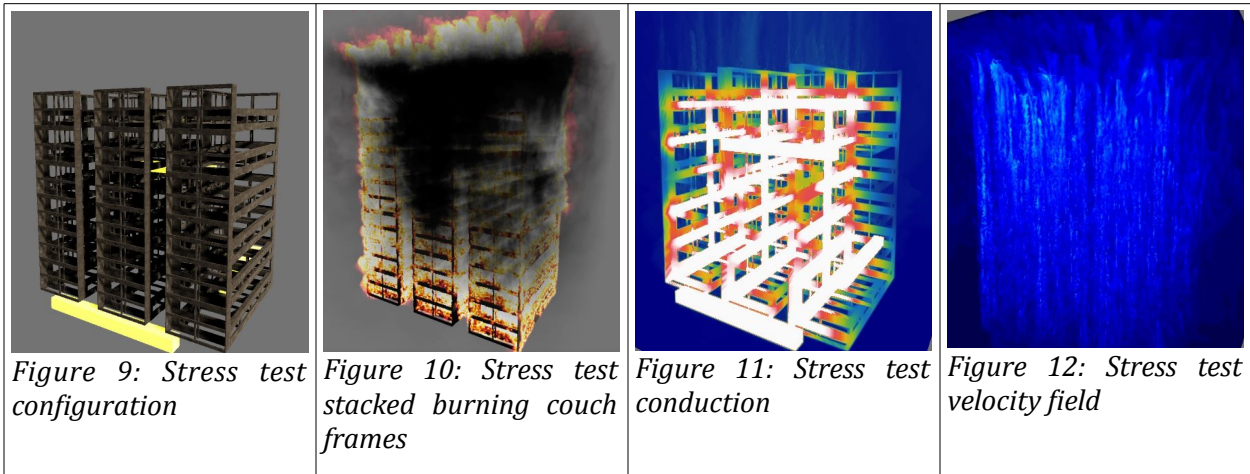 Figure 9: Stress test
configuration
Figure 10: Stress test
stacked burning couch
frames
Figure 11: Stress test
conduction
Figure 12: Stress test
velocity field